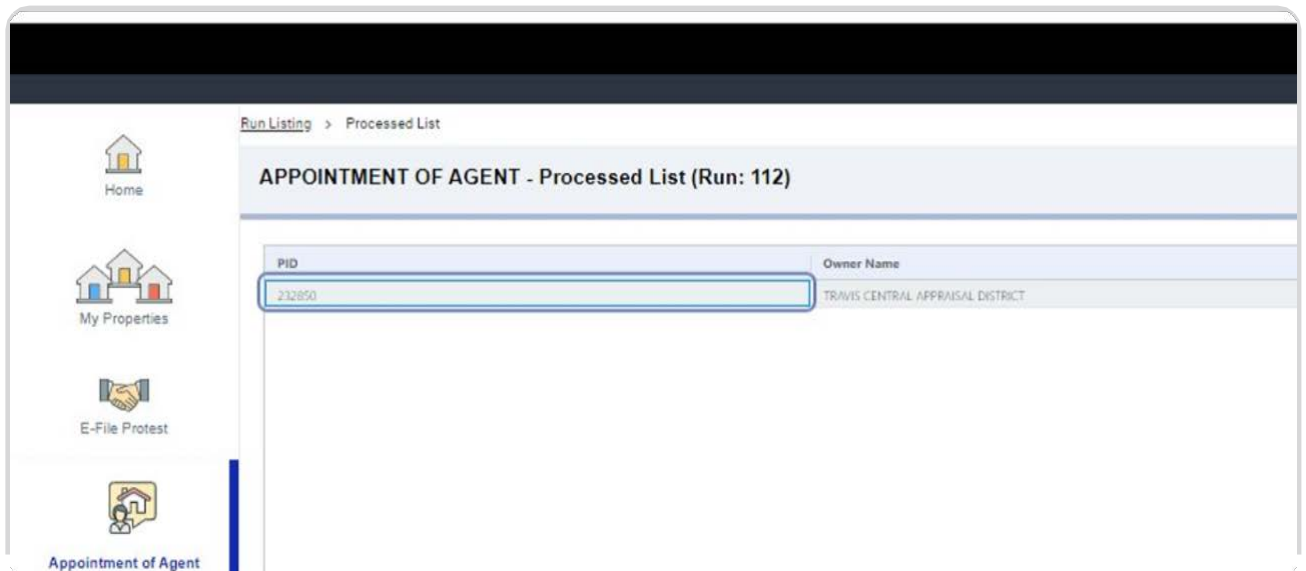 Run Listing > Processed List
APPOINTMENT OF AGENT - Processed List (Run: 112)
Home
My Properties
E-File Protest
Appointment of Agent
PID Owner Name
232850 TRAVIS CENTRAL APPRAISAL DISTRICT